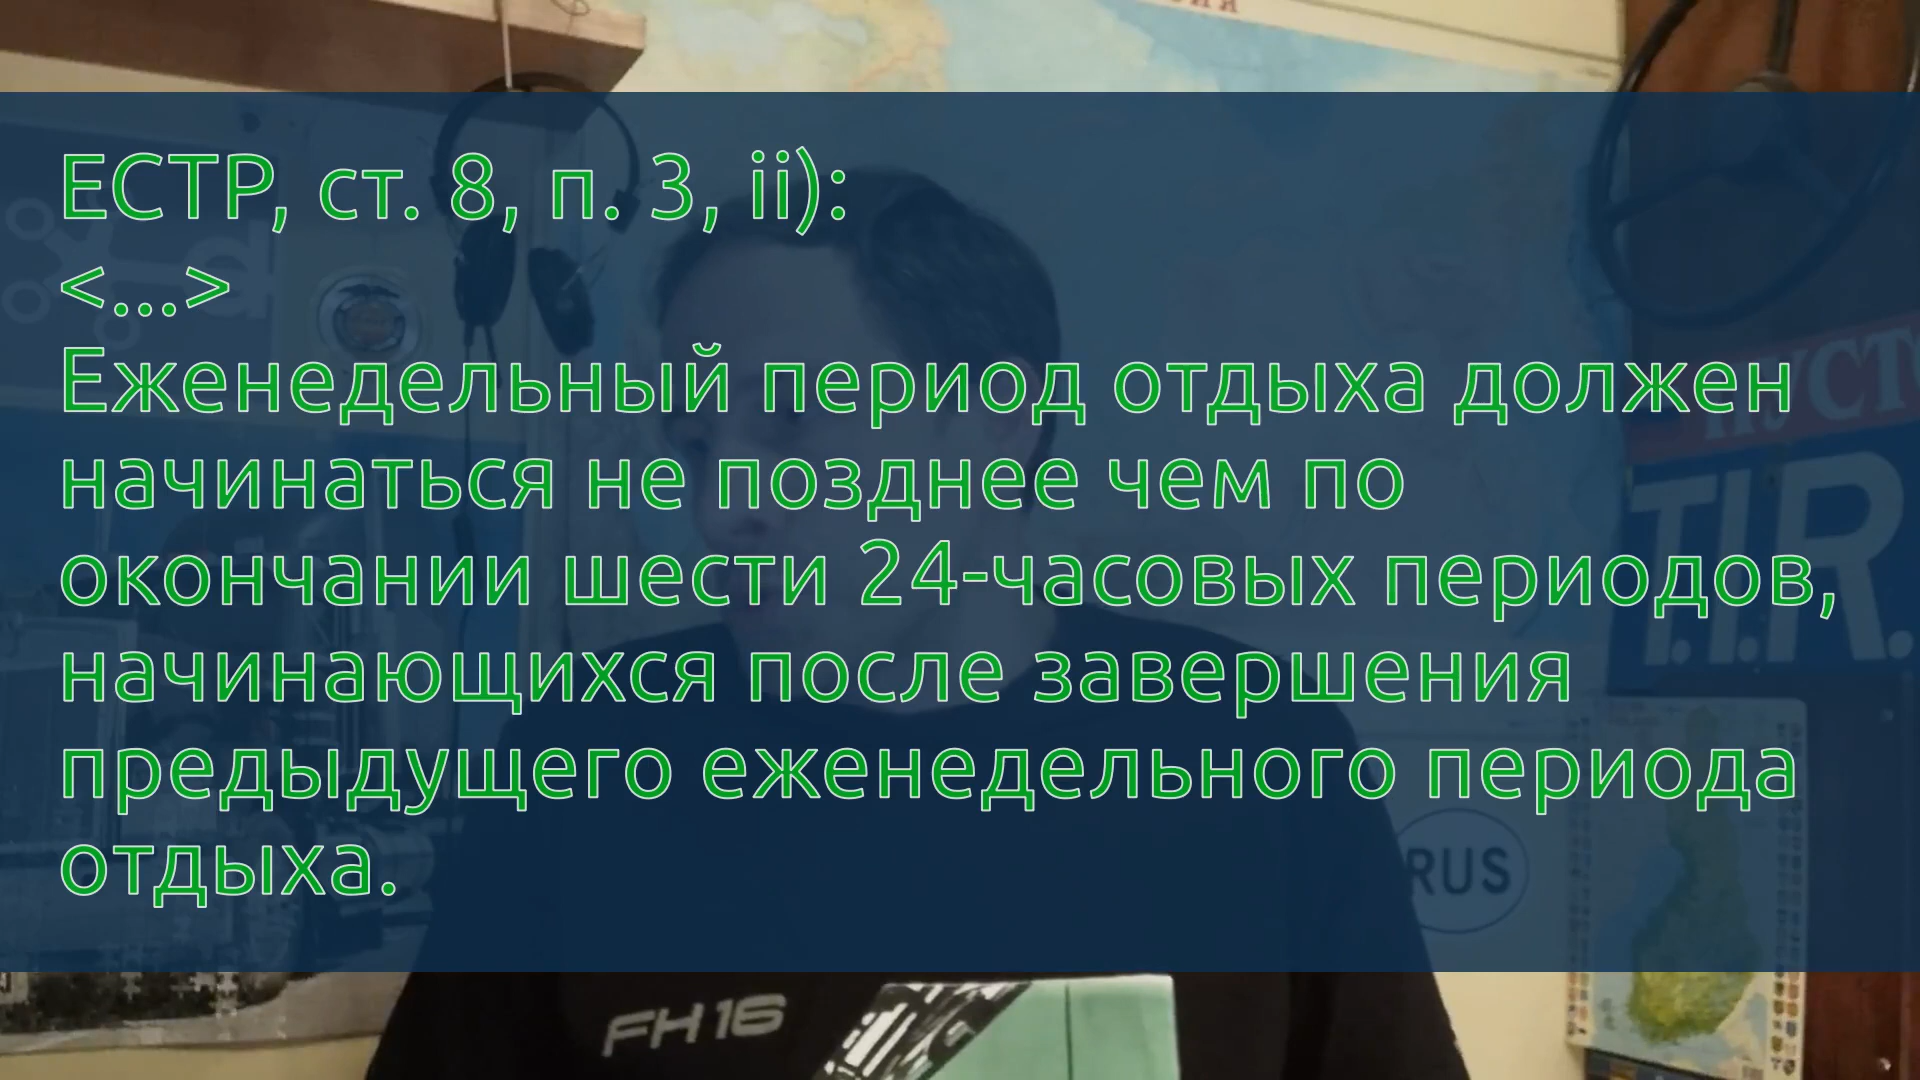 ЕСТР, ст. 8, п. 3, ii):
<...>
Еженедельный период отдыха должен
начинаться не позднее чем по
окончании шести 24-часовых периодов,
начинающихся после завершения
предыдущего еженедельного периода
отдыха.
T.I.R.
RUS
FH16